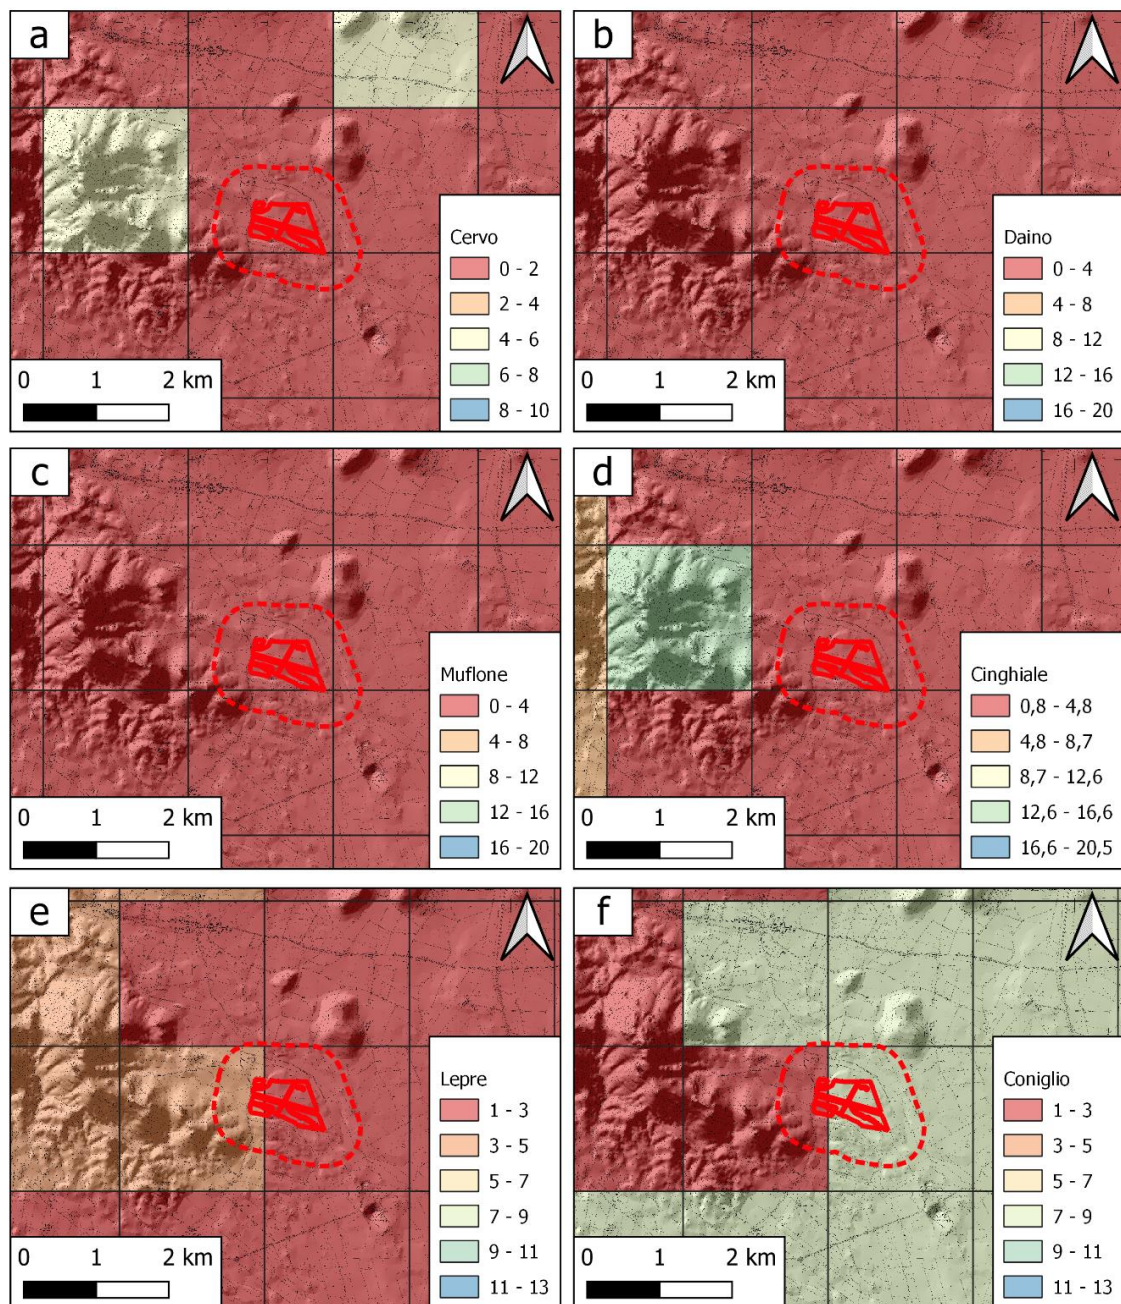 a
Cervo
0 - 2
2 - 4
4 - 6
6 - 8
8 - 10
0 1 2 km
b
Daino
0 - 4
4 - 8
8 - 12
12 - 16
16 - 20
0 1 2 km
c
Muflone
0 - 4
4 - 8
8 - 12
12 - 16
16 - 20
0 1 2 km
d
Cinghiale
0,8 - 4,8
4,8 - 8,7
8,7 - 12,6
12,6 - 16,6
16,6 - 20,5
0 1 2 km
e
Lepre
1 - 3
3 - 5
5 - 7
7 - 9
9 - 11
11 - 13
0 1 2 km
f
Coniglio
1 - 3
3 - 5
5 - 7
7 - 9
9 - 11
11 - 13
0 1 2 km